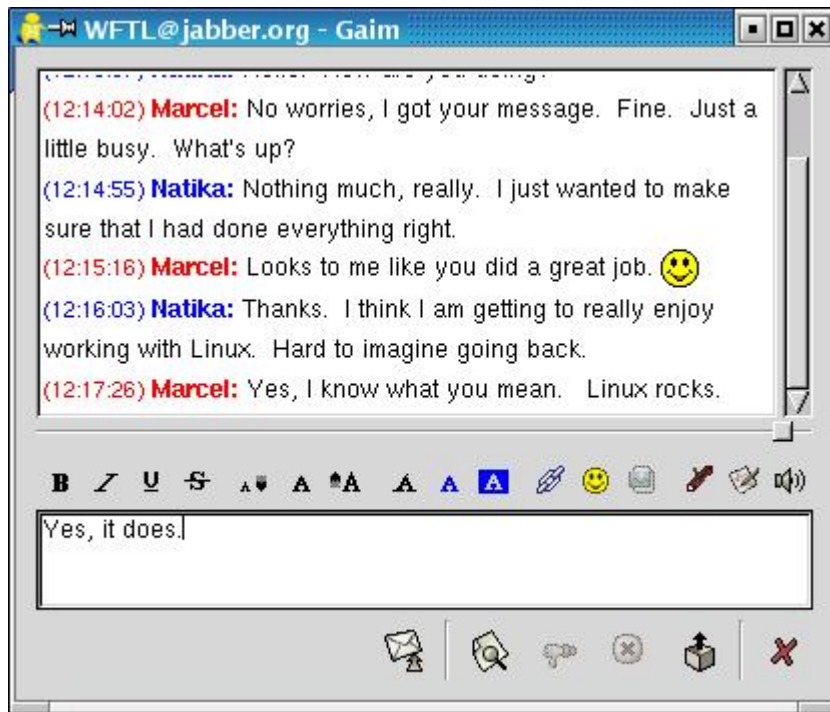 WFTL@jabber.org - Gaim
(12:14:02) Marcel: No worries, I got your message. Fine. Just a
little busy. What's up?
(12:14:55) Natika: Nothing much, really. I just wanted to make
sure that I had done everything right.
(12:15:16) Marcel: Looks to me like you did a great job.
(12:16:03) Natika: Thanks. I think I am getting to really enjoy
working with Linux. Hard to imagine going back.
(12:17:26) Marcel: Yes, I know what you mean. Linux rocks.
B I U S A A A A A A
Yes, it does.